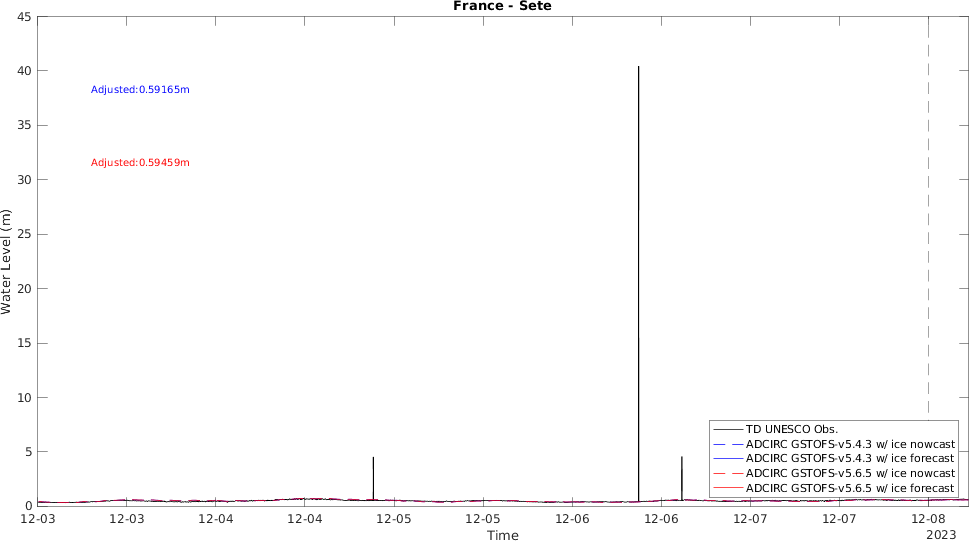 France - Sete
45
40
35
30
25
20
15
10
5
0
Water Level (m)
Adjusted:0.59165m
Adjusted:0.59459m
TD UNESCO Obs.
ADCIRC GSTOFS-v5.4.3 w/ ice nowcast
ADCIRC GSTOFS-v5.4.3 w/ ice forecast
ADCIRC GSTOFS-v5.6.5 w/ ice nowcast
ADCIRC GSTOFS-v5.6.5 w/ ice forecast
12-03 12-03 12-04 12-04 12-05 12-05 12-06 12-06 12-07 12-07 12-08
Time
2023